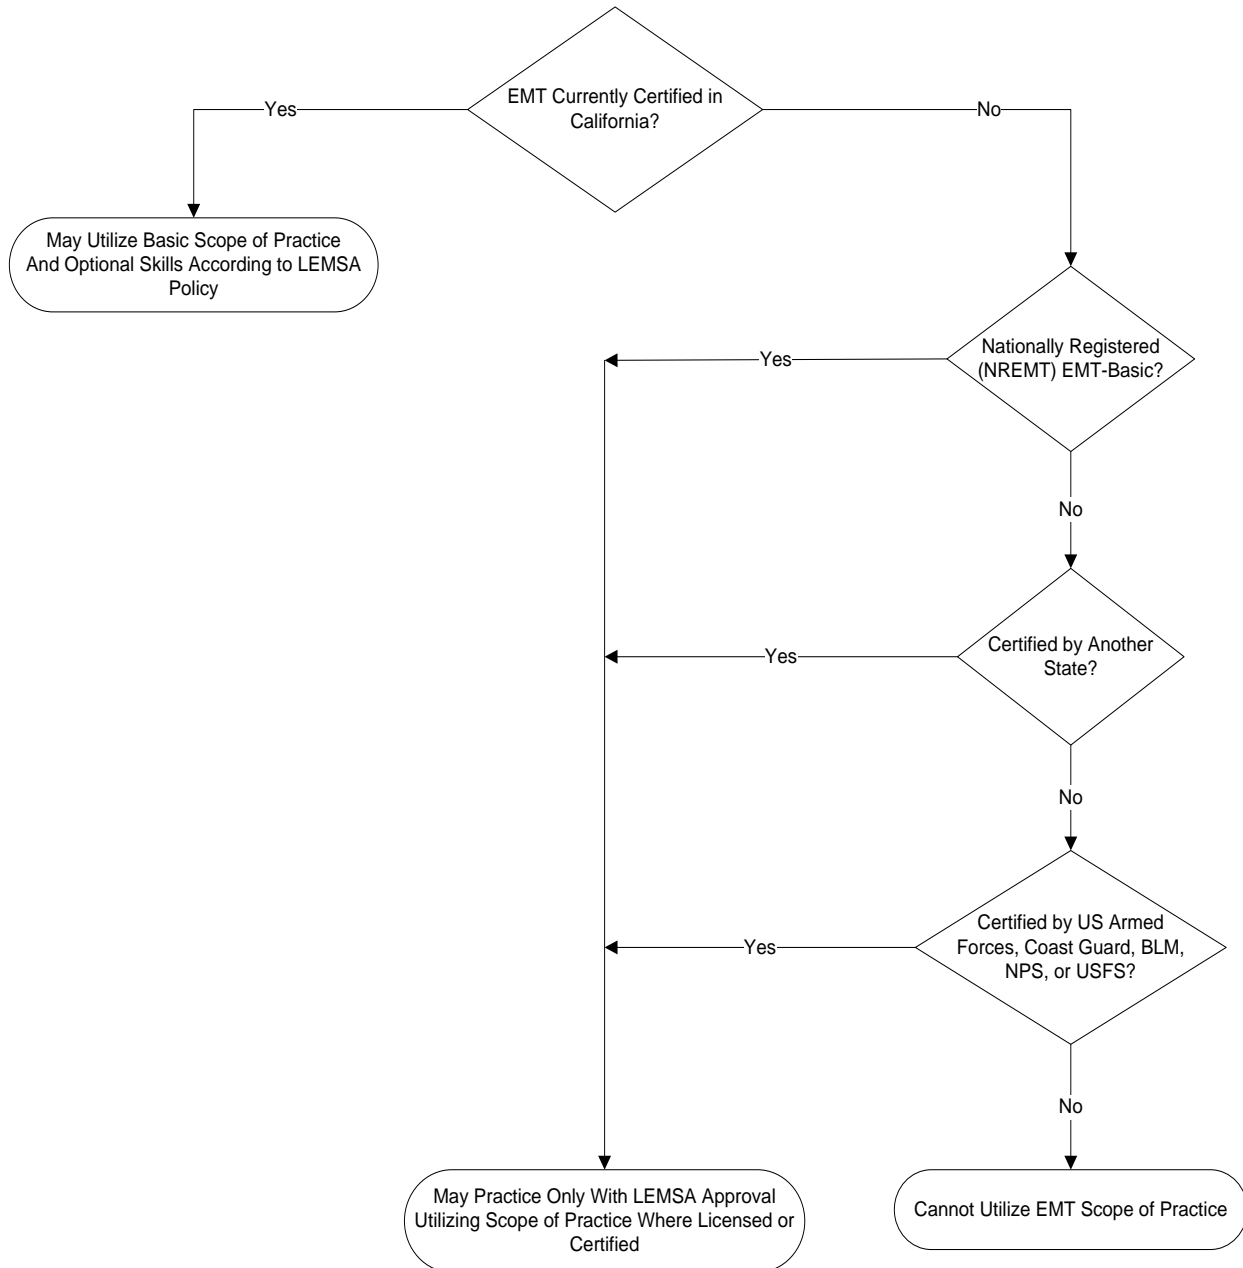 EMT Currently Certified in
California?
Yes
No
May Utilize Basic Scope of Practice
And Optional Skills According to LEMSA
Policy
Nationally Registered
(NREMT) EMT-Basic?
Yes
No
Certified by Another
State?
Yes
No
Certified by US Armed
Forces, Coast Guard, BLM,
NPS, or USFS?
Yes
No
May Practice Only With LEMSA Approval
Utilizing Scope of Practice Where Licensed or
Certified
Cannot Utilize EMT Scope of Practice